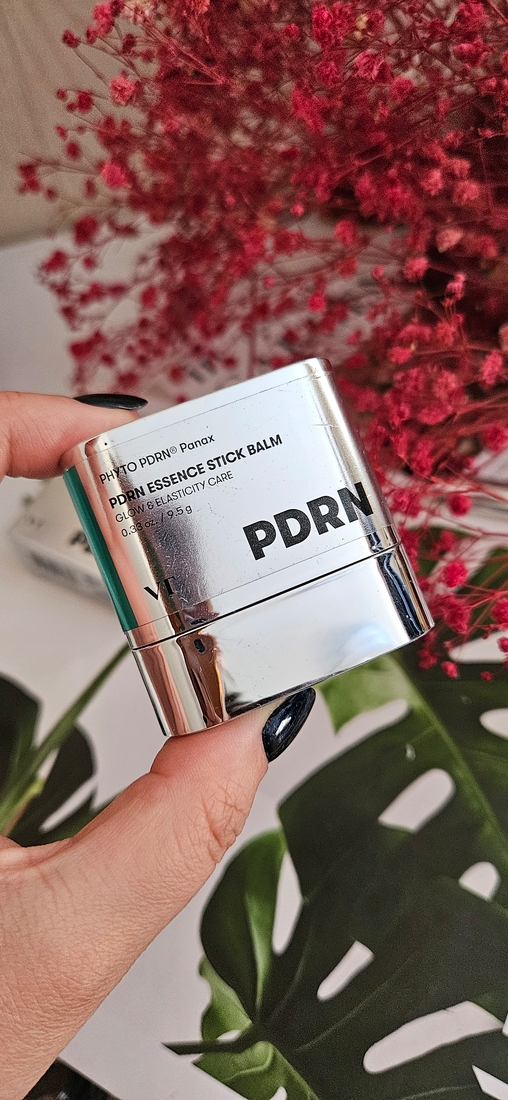 PHYTO PDRN® Panax
PDRN ESSENCE STICK BALM
GLOW & ELASTICITY CARE
0.33 oz. / 9.5 g
PDRN
VT